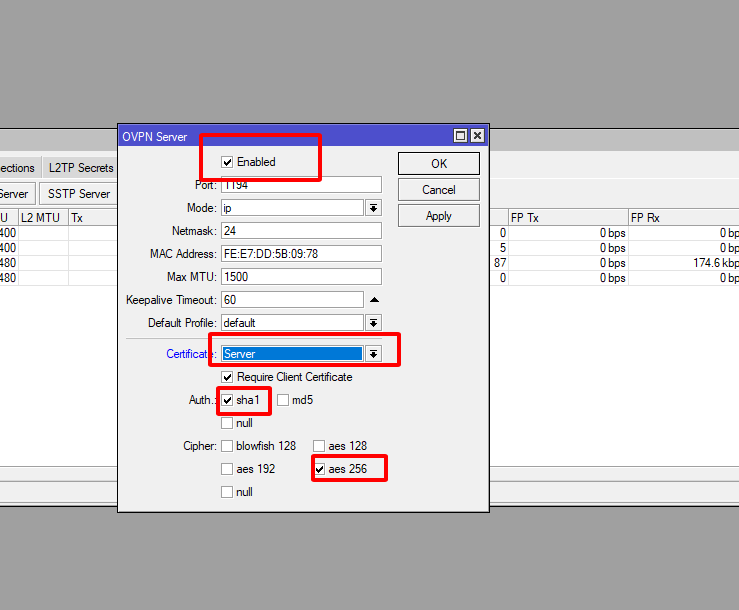 OVPN Server
Enabled
OK
ections
L2TP Secrets
Port: 1194
Cancel
Server
SSTP Server
Mode: ip
Apply
U
L2 MTU
Tx
FP Tx
FP Rx
Netmask: 24
400
0
0 bps
0 bp
MAC Address: FE:E7:DD:5B:09:78
400
5
0 bps
0 bp
480
87
0 bps
174.6 kbp
Max MTU: 1500
480
0
0 bps
0 bp
Keepalive Timeout: 60
Default Profile: default
Certificate: Server
Require Client Certificate
Auth.: sha1 md5
null
Cipher: blowfish 128 aes 128
aes 192 aes 256
null